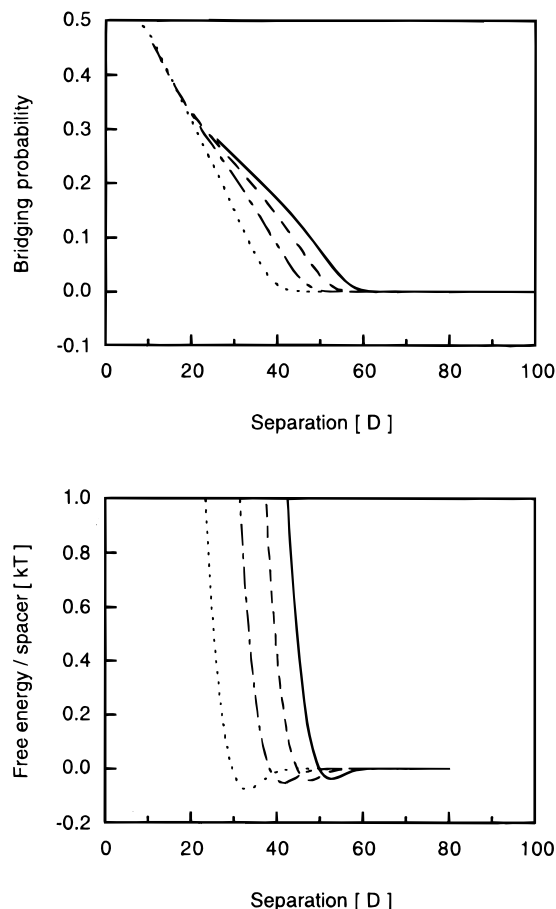 0.5
0.4
0.3
0.2
0.1
0.0
-0.1
Bridging probability
0 20 40 60 80 100
Separation [ D ]
1.0
0.8
0.6
0.4
0.2
0.0
-0.2
Free energy / spacer [ kT ]
0 20 40 60 80 100
Separation [ D ]